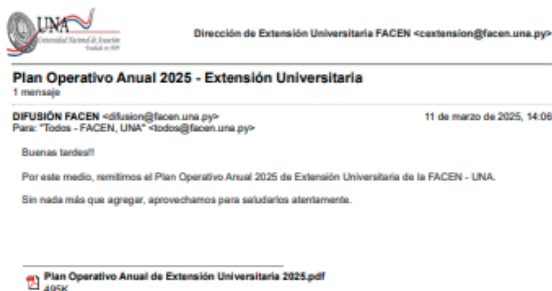 UNA
Universidad Nacional de Asunción
Fundada en 1889
Dirección de Extensión Universitaria FACEN <cextension@facen.una.py>
Plan Operativo Anual 2025 - Extensión Universitaria
1 mensaje
DIFUSIÓN FACEN <difusion@facen.una.py> 11 de marzo de 2025, 14:08
Para: "Todos - FACEN, UNA" <todos@facen.una.py>
Buenas tardes!!
Por este medio, remitimos el Plan Operativo Anual 2025 de Extensión Universitaria de la FACEN - UNA.
Sin nada más que agregar, aprovechamos para saludarlos atentamente.
Plan Operativo Anual de Extensión Universitaria 2025.pdf
495K